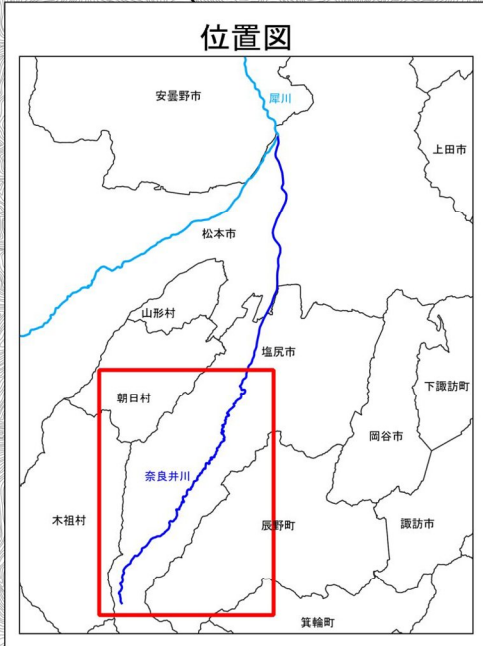 位置図
安曇野市
犀川
上田市
松本市
山形村
塩尻市
朝日村
下諏訪町
岡谷市
奈良井川
木祖村
辰野町
諏訪市
箕輪町